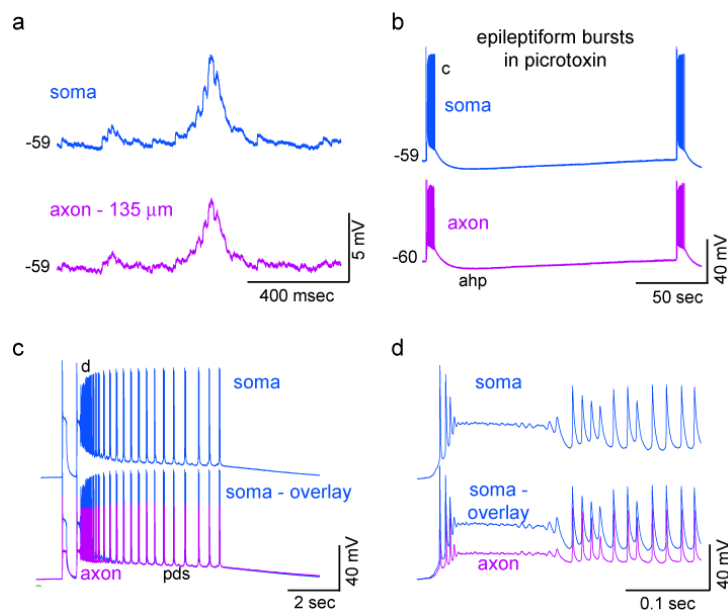 a
soma
-59
axon - 135 μm
-59
5 mV
400 msec
b
epileptiform bursts
in picrotoxin
c
soma
-59
axon
-60
ahp
40 mV
50 sec
c
d
soma
soma - overlay
axon
pds
40 mV
2 sec
d
soma
soma -
overlay
axon
40 mV
0.1 sec